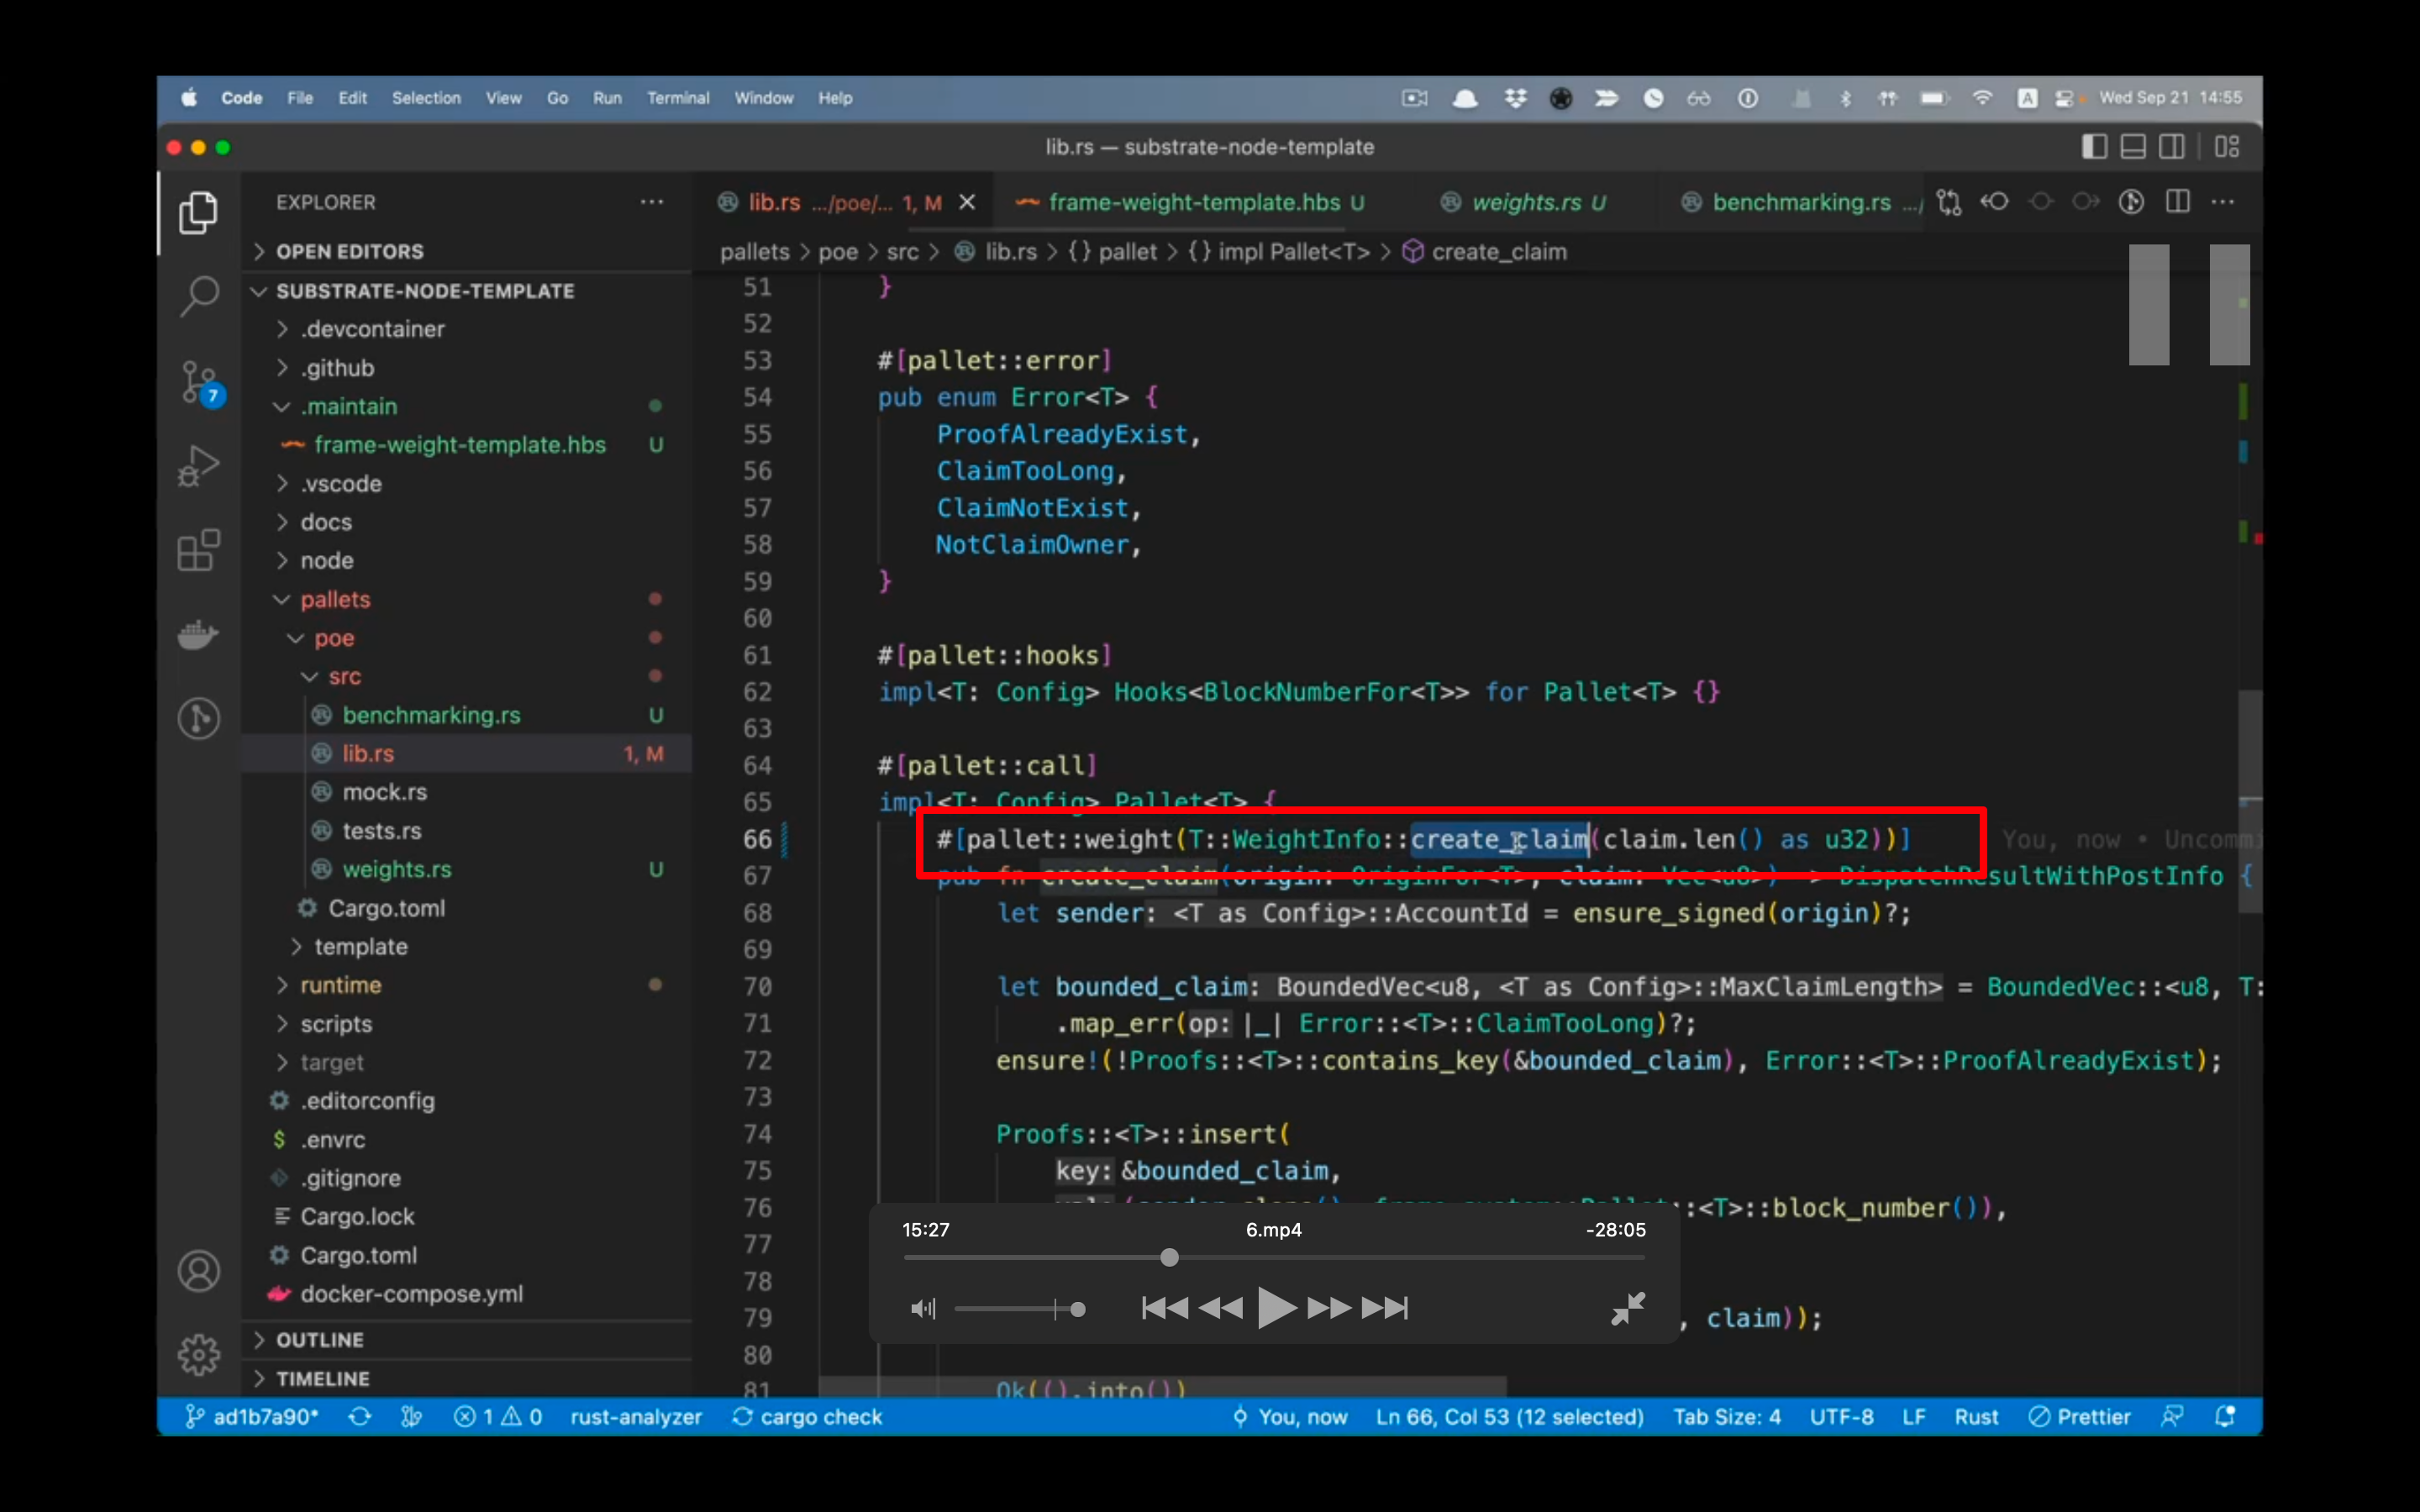 Code File Edit Selection View Go Run Terminal Window Help
A Wed Sep 21 14:55
lib.rs — substrate-node-template
EXPLORER
OPEN EDITORS
SUBSTRATE-NODE-TEMPLATE
.devcontainer
.github
.maintain
frame-weight-template.hbs U
.vscode
docs
node
pallets
poe
src
benchmarking.rs U
lib.rs 1, M
mock.rs
tests.rs
weights.rs U
Cargo.toml
template
runtime
scripts
target
.editorconfig
$ .envrc
.gitignore
Cargo.lock
Cargo.toml
docker-compose.yml
OUTLINE
TIMELINE
7
lib.rs .../poe/... 1, M
frame-weight-template.hbs U
weights.rs U
benchmarking.rs .../
pallets > poe > src > lib.rs > {} pallet > {} impl Pallet<T> > create_claim
51 }
52
53 #[pallet::error]
54 pub enum Error<T> {
55 ProofAlreadyExist,
56 ClaimTooLong,
57 ClaimNotExist,
58 NotClaimOwner,
59 }
60
61 #[pallet::hooks]
62 impl<T: Config> Hooks<BlockNumberFor<T>> for Pallet<T> {}
63
64 #[pallet::call]
65 impl<T: Config> Pallet<T> {
66 #[pallet::weight(T::WeightInfo::create_claim(claim.len() as u32))] You, now • Uncommi
67 pub fn create_claim(origin: OriginFor<T>, claim: Vec<u8>) -> DispatchResultWithPostInfo {
68 let sender: <T as Config>::AccountId = ensure_signed(origin)?;
69
70 let bounded_claim: BoundedVec<u8, <T as Config>::MaxClaimLength> = BoundedVec::<u8, T:
71 .map_err(op: |_| Error::<T>::ClaimTooLong)?;
72 ensure!(!Proofs::<T>::contains_key(&bounded_claim), Error::<T>::ProofAlreadyExist);
73
74 Proofs::<T>::insert(
75 key: &bounded_claim,
76 ::<T>::block_number()),
77
78
79 , claim));
80
81 Ok(().into())
15:27 6.mp4 -28:05
ad1b7a90* 1 0 rust-analyzer cargo check You, now Ln 66, Col 53 (12 selected) Tab Size: 4 UTF-8 LF Rust Prettier